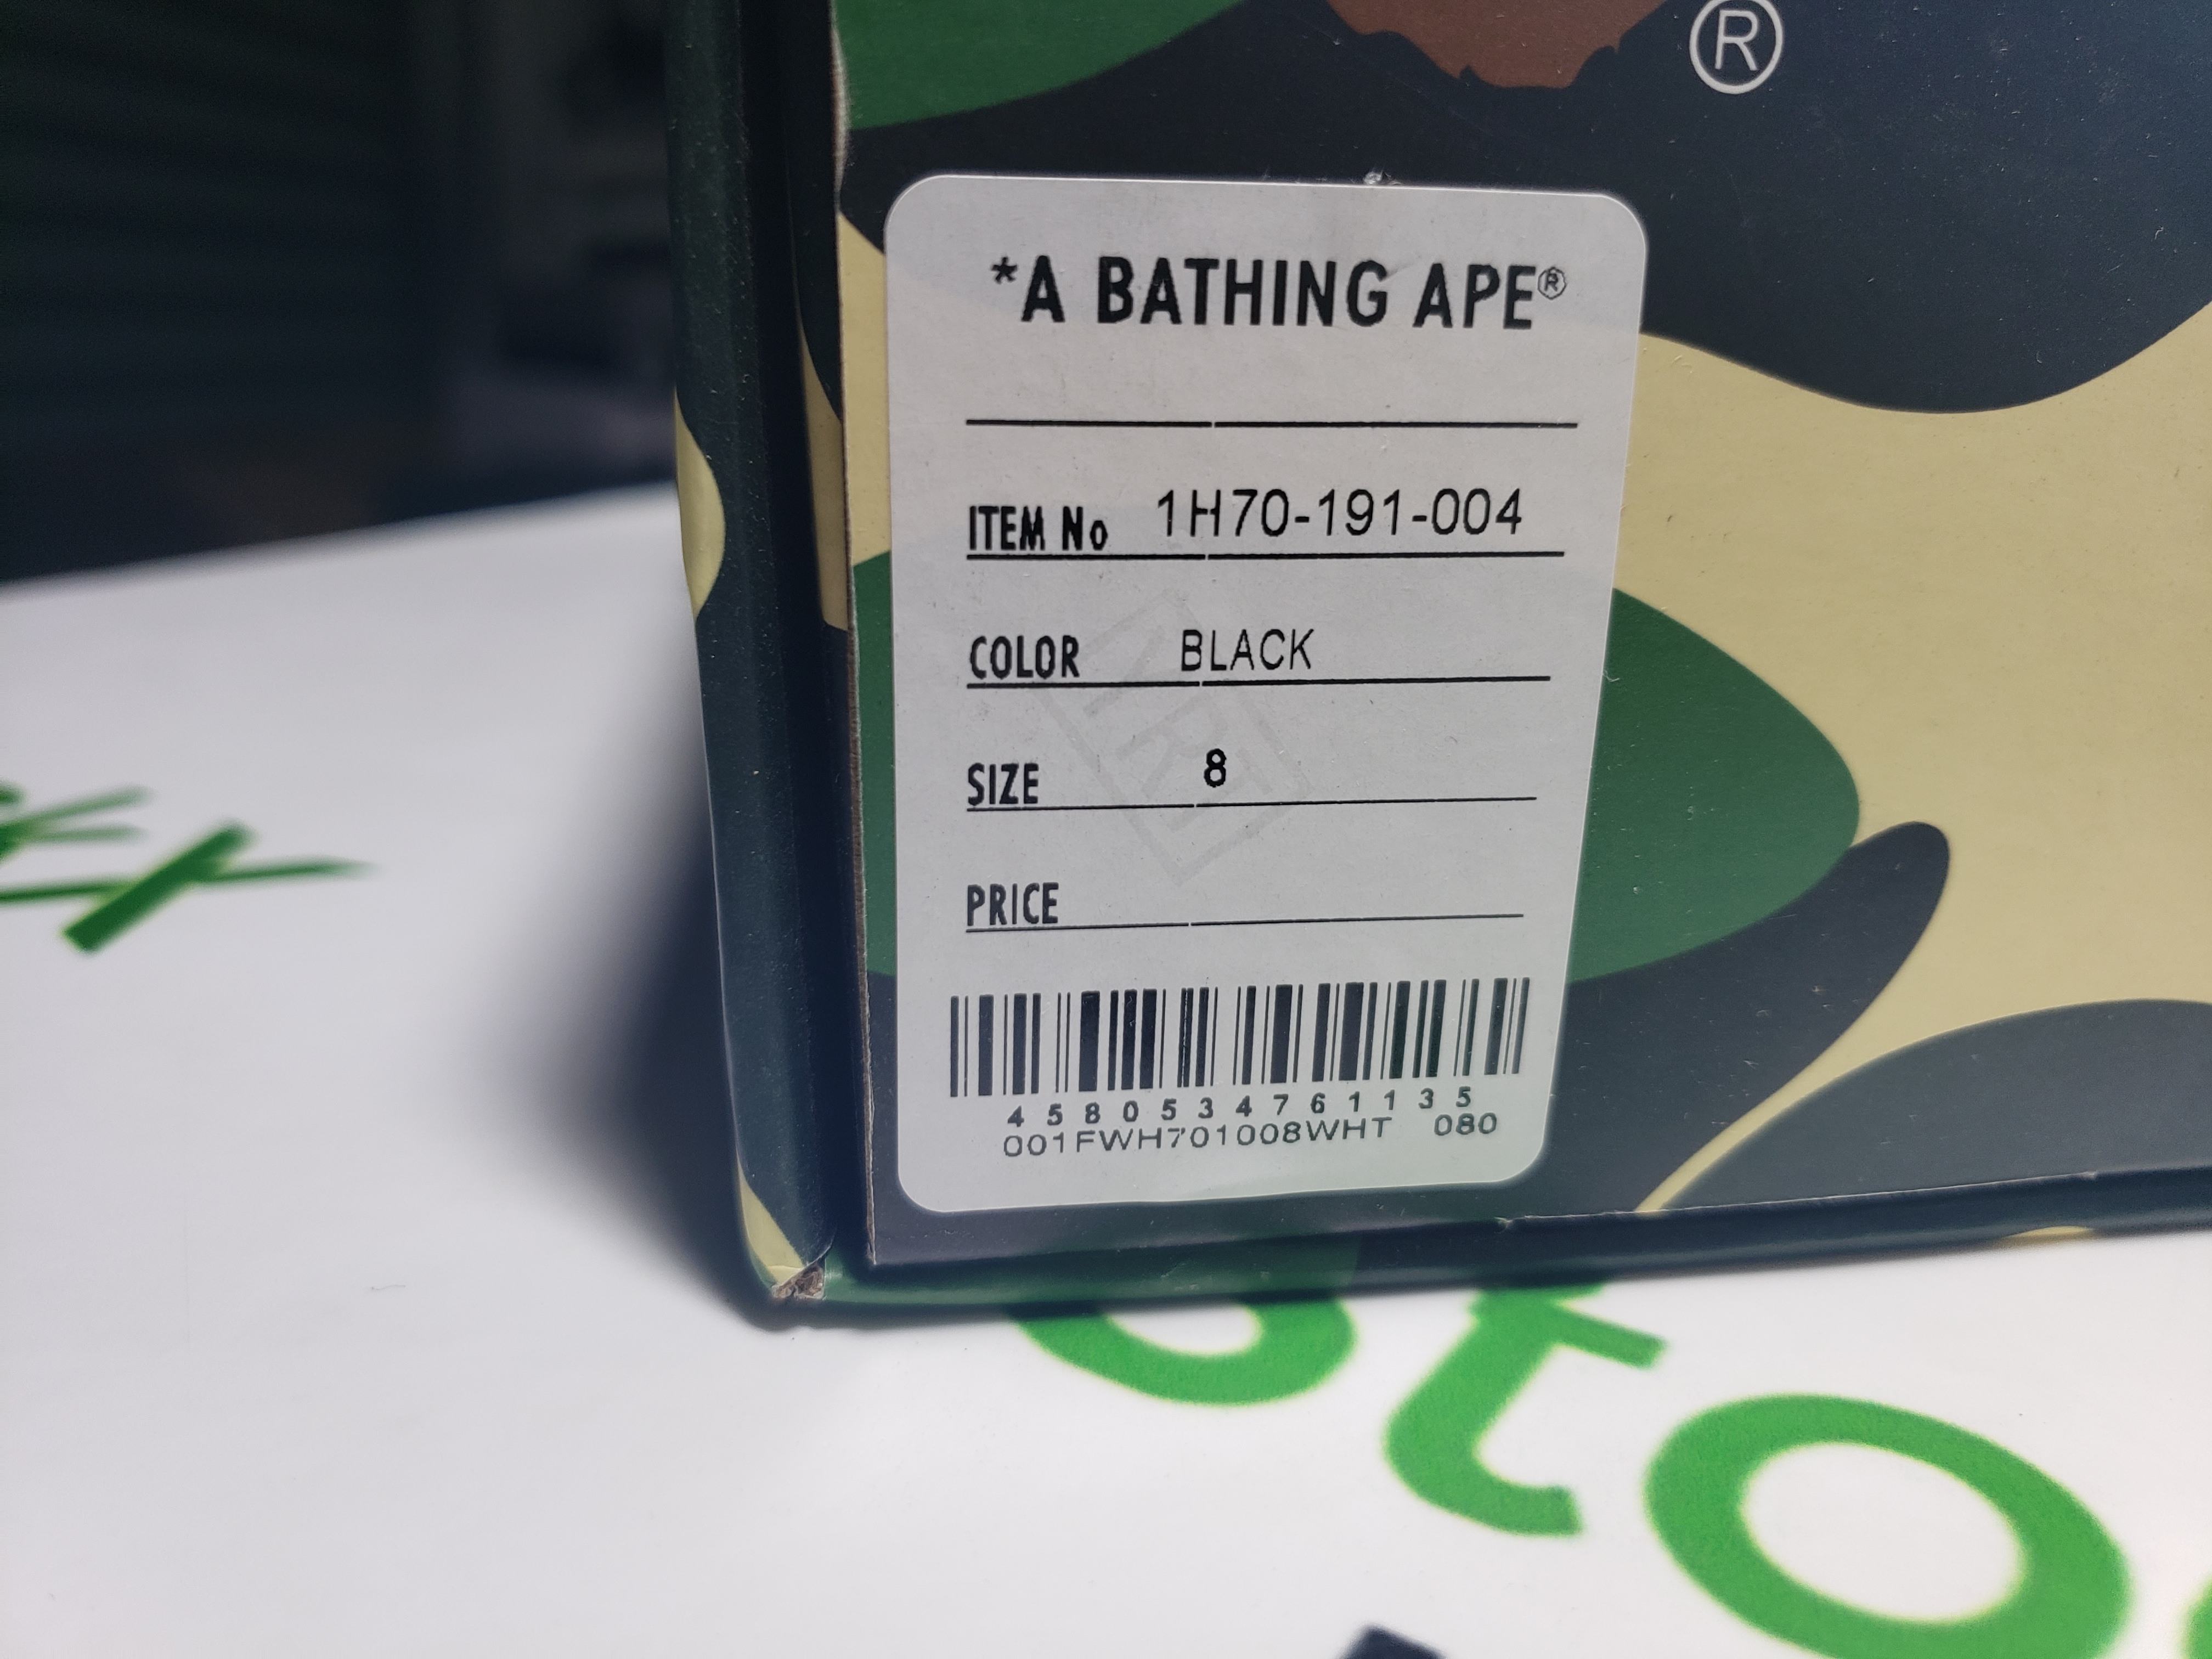 ®
*A BATHING APE®
ITEM No 1H70-191-004
COLOR BLACK
SIZE 8
PRICE
4580534761135
001FWH701008WHT 080